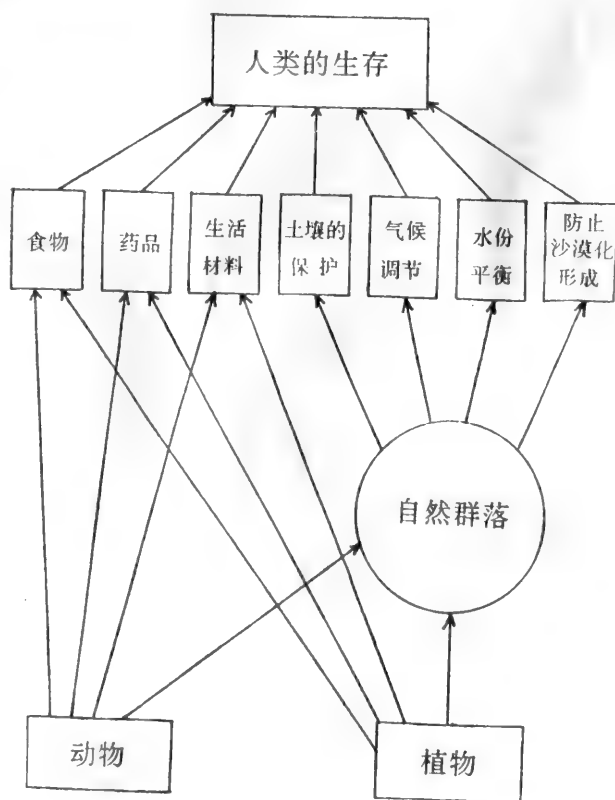 人类的生存
食物
药品
生活
材料
土壤的
保护
气候
调节
水份
平衡
防止
沙漠化
形成
自然群落
动物
植物